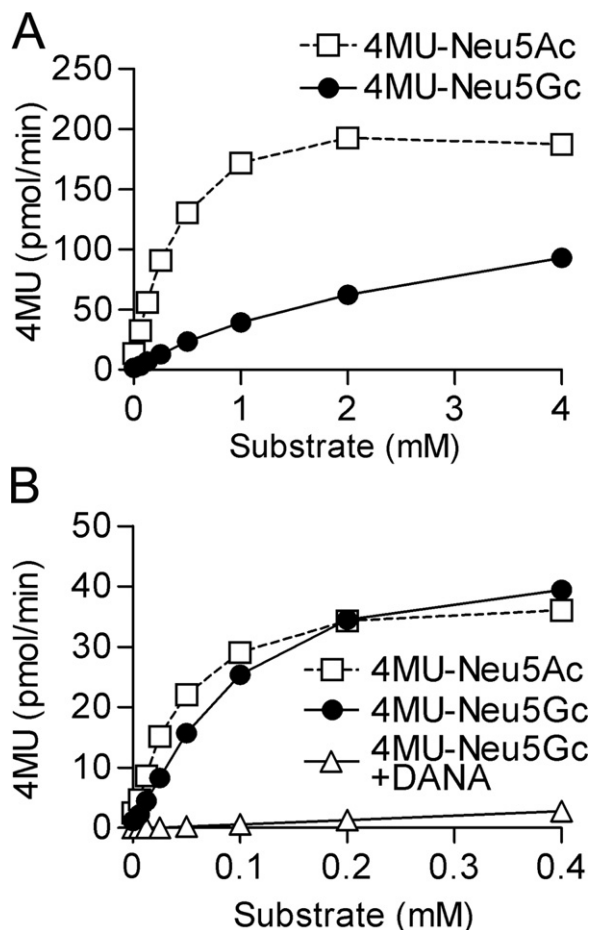 A
4MU-Neu5Ac
4MU-Neu5Gc
250
200
150
100
50
0
4MU (pmol/min)
0 1 2 3 4
Substrate (mM)
B
50
40
30
20
10
0
4MU (pmol/min)
4MU-Neu5Ac
4MU-Neu5Gc
4MU-Neu5Gc
+DANA
0 0.1 0.2 0.3 0.4
Substrate (mM)